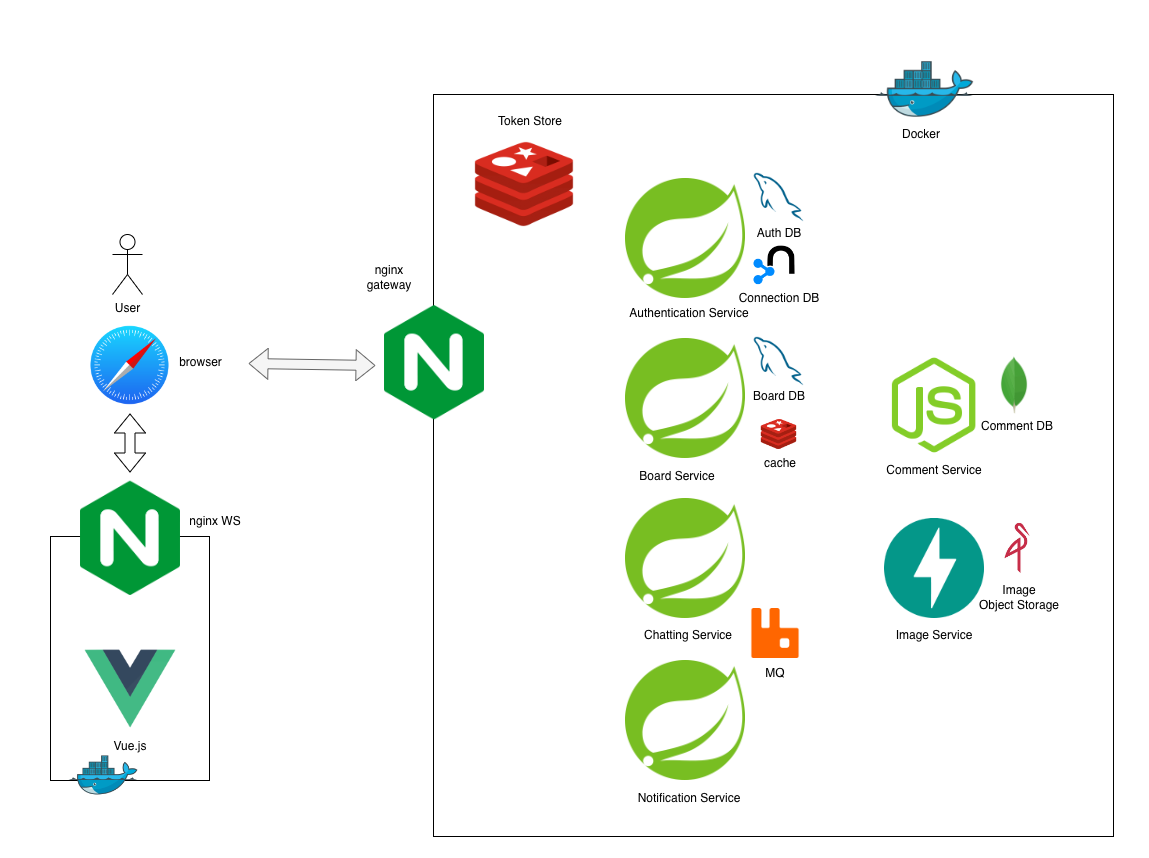 Docker
Token Store
Auth DB
Connection DB
Authentication Service
nginx
gateway
User
browser
Board DB
cache
Board Service
JS
Comment DB
Comment Service
nginx WS
Image
Object Storage
Chatting Service
Image Service
MQ
Vue.js
Notification Service